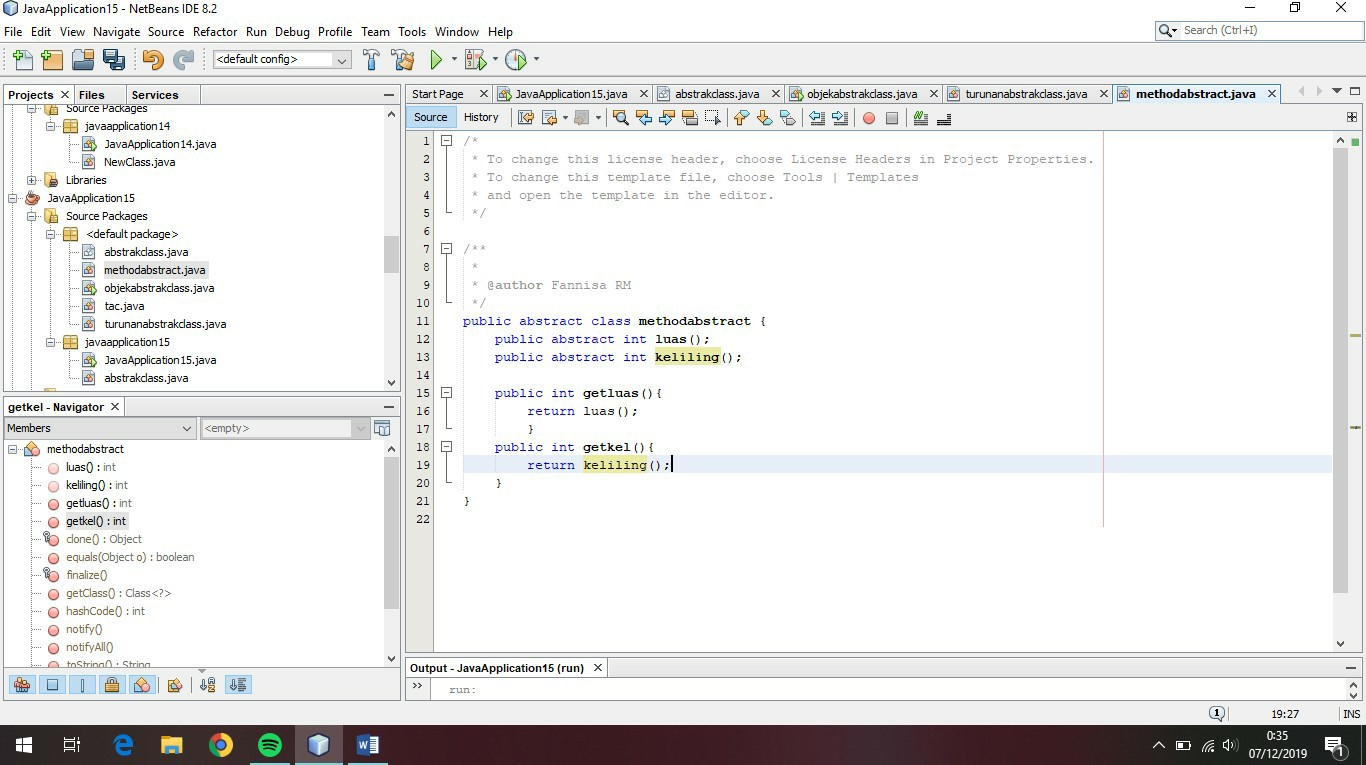 JavaApplication15 - NetBeans IDE 8.2
File Edit View Navigate Source Refactor Run Debug Profile Team Tools Window Help
Search (Ctrl+I)
<default config>
Projects Files Services
Source Packages
javaapplication14
JavaApplication14.java
NewClass.java
Libraries
JavaApplication15
Source Packages
<default package>
abstrakclass.java
methodabstract.java
objekabstrakclass.java
tac.java
turunanabstrakclass.java
javaapplication15
JavaApplication15.java
abstrakclass.java
getkel - Navigator
Members
<empty>
methodabstract
luas() : int
keliling() : int
getluas() : int
getkel() : int
clone() : Object
equals(Object o) : boolean
finalize()
getClass() : Class<?>
hashCode() : int
notify()
notifyAll()
toString() : String
Start Page JavaApplication15.java abstrakclass.java objekabstrakclass.java turunanabstrakclass.java methodabstract.java
Source History
1 /*
2 * To change this license header, choose License Headers in Project Properties.
3 * To change this template file, choose Tools | Templates
4 * and open the template in the editor.
5 */
6
7 /**
8 *
9 * @author Fannisa RM
10 */
11 public abstract class methodabstract {
12 public abstract int luas();
13 public abstract int keliling();
14
15 public int getluas(){
16 return luas();
17 }
18 public int getkel(){
19 return keliling();
20 }
21 }
22
Output - JavaApplication15 (run)
run:
1
19:27 INS
0:35
07/12/2019
1